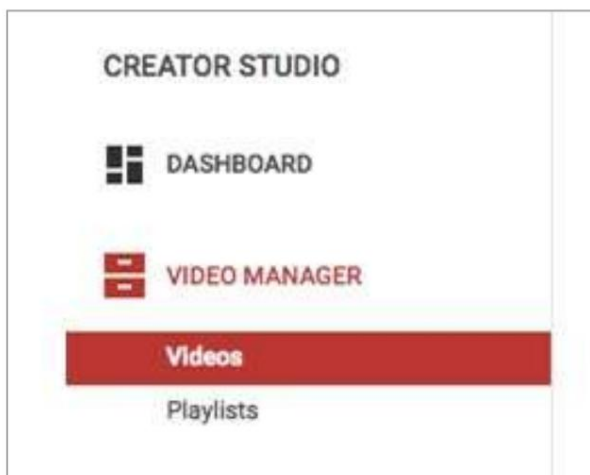 CREATOR STUDIO
DASHBOARD
VIDEO MANAGER
Videos
Playlists